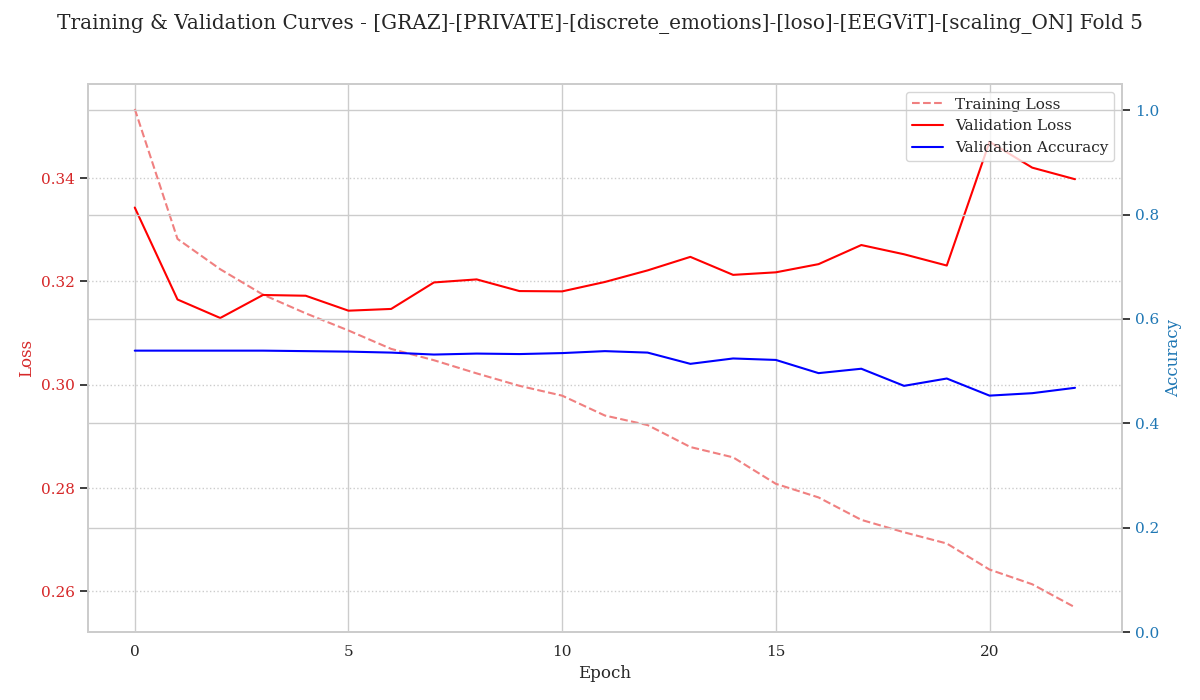 Training & Validation Curves - [GRAZ]-[PRIVATE]-[discrete_emotions]-[loso]-[EEGViT]-[scaling_ON] Fold 5
Training Loss
Validation Loss
Validation Accuracy
Loss
0.34
0.32
0.30
0.28
0.26
1.0
0.8
0.6
0.4
0.2
0.0
Accuracy
0
5
10
15
20
Epoch